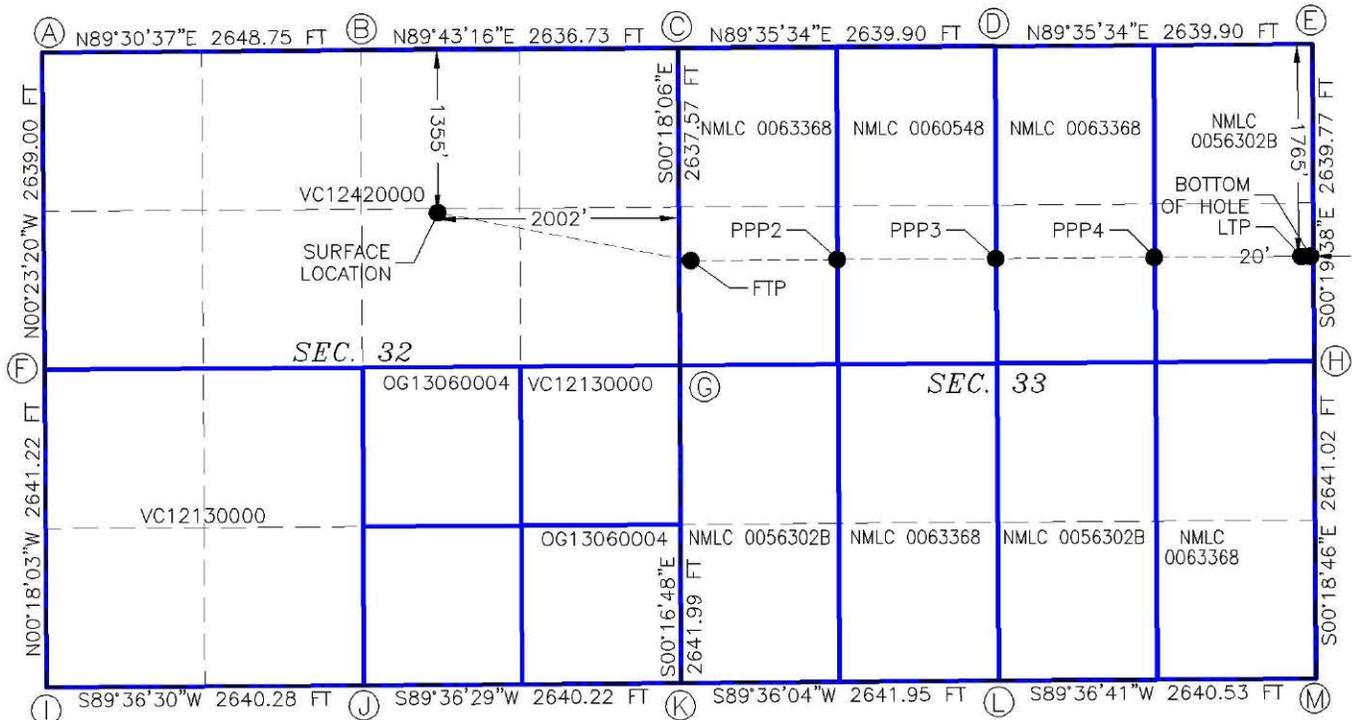 A
B
C
D
E
N89°30'37"E 2648.75 FT
N89°43'16"E 2636.73 FT
N89°35'34"E 2639.90 FT
N89°35'34"E 2639.90 FT
N00°23'20"W 2639.00 FT
1355'
S00°18'06"E
2637.57 FT
NMLC 0063368
NMLC 0060548
NMLC 0063368
NMLC
0056302B
1765'
S00°19'38"E 2639.77 FT
VC12420000
SURFACE
LOCATION
2002'
BOTTOM
OF HOLE
LTP
20'
PPP2
PPP3
PPP4
FTP
SEC. 32
SEC. 33
F
G
H
OG13060004
VC12130000
N00°18'03"W 2641.22 FT
VC12130000
OG13060004
S00°16'48"E
2641.99 FT
NMLC 0056302B
NMLC 0063368
NMLC 0056302B
NMLC
0063368
S00°18'46"E 2641.02 FT
I
J
K
L
M
S89°36'30"W 2640.28 FT
S89°36'29"W 2640.22 FT
S89°36'04"W 2641.95 FT
S89°36'41"W 2640.53 FT